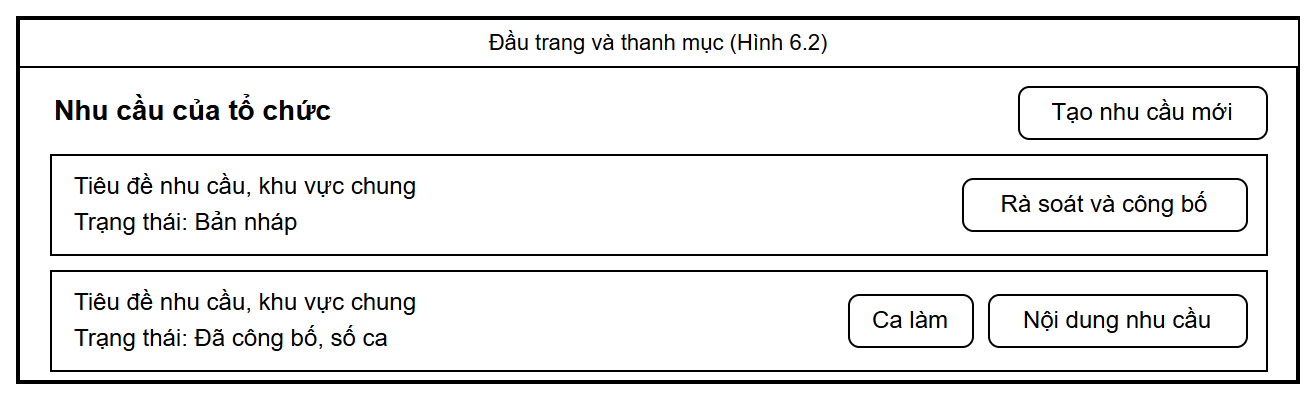 Đầu trang và thanh mục (Hình 6.2)
Nhu cầu của tổ chức
Tạo nhu cầu mới
Tiêu đề nhu cầu, khu vực chung
Trạng thái: Bản nháp
Rà soát và công bố
Tiêu đề nhu cầu, khu vực chung
Trạng thái: Đã công bố, số ca
Ca làm
Nội dung nhu cầu